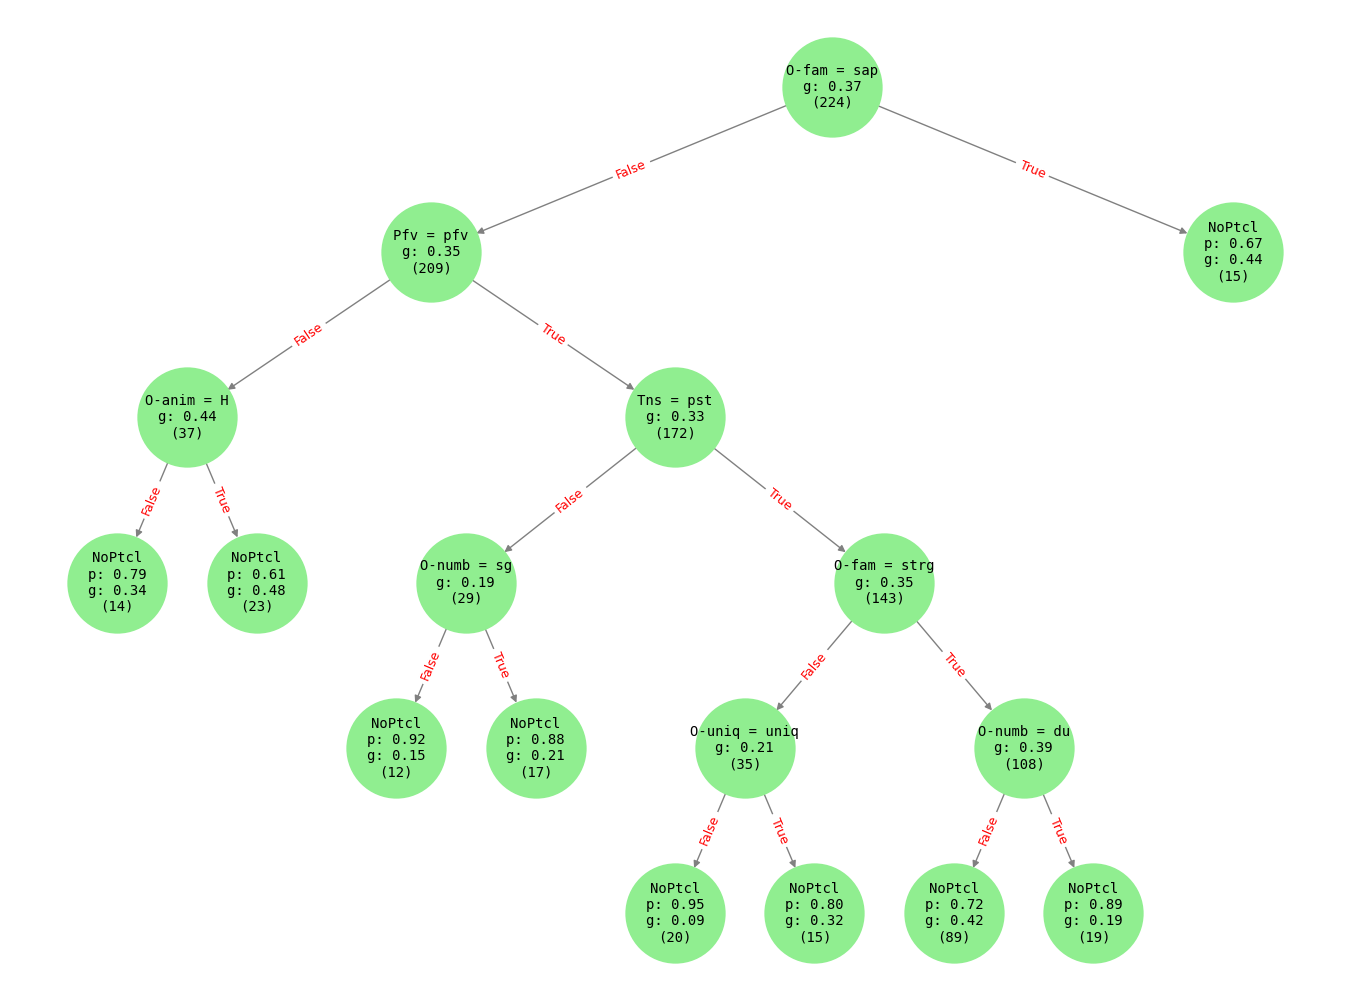 O-fam = sap
g: 0.37
(224)
False
True
Pfv = pfv
g: 0.35
(209)
NoPtcl
p: 0.67
g: 0.44
(15)
False
True
O-anim = H
g: 0.44
(37)
Tns = pst
g: 0.33
(172)
False
True
False
True
NoPtcl
p: 0.79
g: 0.34
(14)
NoPtcl
p: 0.61
g: 0.48
(23)
O-numb = sg
g: 0.19
(29)
O-fam = strg
g: 0.35
(143)
False
True
False
True
NoPtcl
p: 0.92
g: 0.15
(12)
NoPtcl
p: 0.88
g: 0.21
(17)
O-uniq = uniq
g: 0.21
(35)
O-numb = du
g: 0.39
(108)
False
True
False
True
NoPtcl
p: 0.95
g: 0.09
(20)
NoPtcl
p: 0.80
g: 0.32
(15)
NoPtcl
p: 0.72
g: 0.42
(89)
NoPtcl
p: 0.89
g: 0.19
(19)